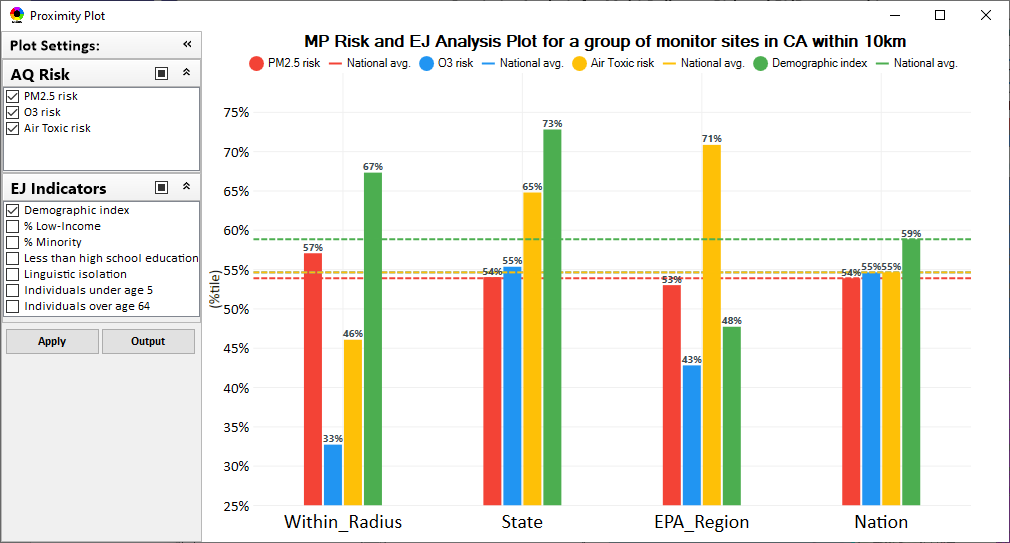 Proximity Plot
Plot Settings:
AQ Risk
PM2.5 risk
O3 risk
Air Toxic risk
EJ Indicators
Demographic index
% Low-Income
% Minority
Less than high school education
Linguistic isolation
Individuals under age 5
Individuals over age 64
Apply Output
MP Risk and EJ Analysis Plot for a group of monitor sites in CA within 10km
PM2.5 risk National avg. O3 risk National avg. Air Toxic risk National avg. Demographic index National avg.
(%tile)
75%
70%
65%
60%
55%
50%
45%
40%
35%
30%
25%
57% 33% 46% 67%
54% 55% 65% 73%
53% 43% 71% 48%
54% 55% 55% 59%
Within_Radius State EPA_Region Nation